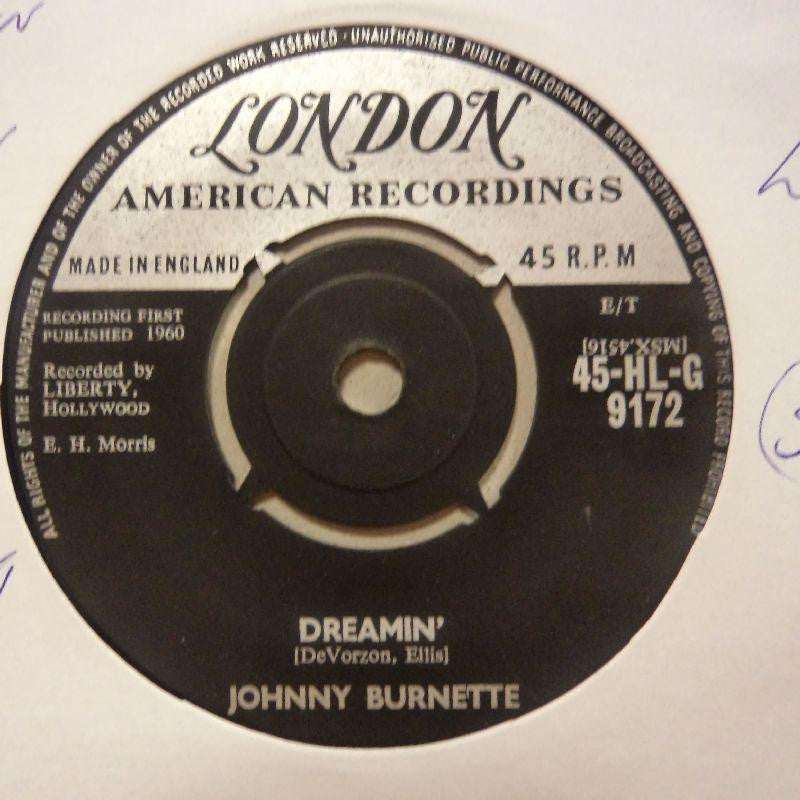 ALL RIGHTS OF THE MANUFACTURER AND OF THE OWNER OF THE RECORDED WORK RESERVED · UNAUTHORISED PUBLIC PERFORMANCE BROADCASTING AND COPYING OF THIS RECORD PROHIBITED
LONDON
AMERICAN RECORDINGS
MADE IN ENGLAND
45 R.P.M
RECORDING FIRST
PUBLISHED 1960
E/T
[MSX.4516]
Recorded by
LIBERTY,
HOLLYWOOD
45-HL-G
9172
E. H. Morris
DREAMIN'
[DeVorzon, Ellis]
JOHNNY BURNETTE